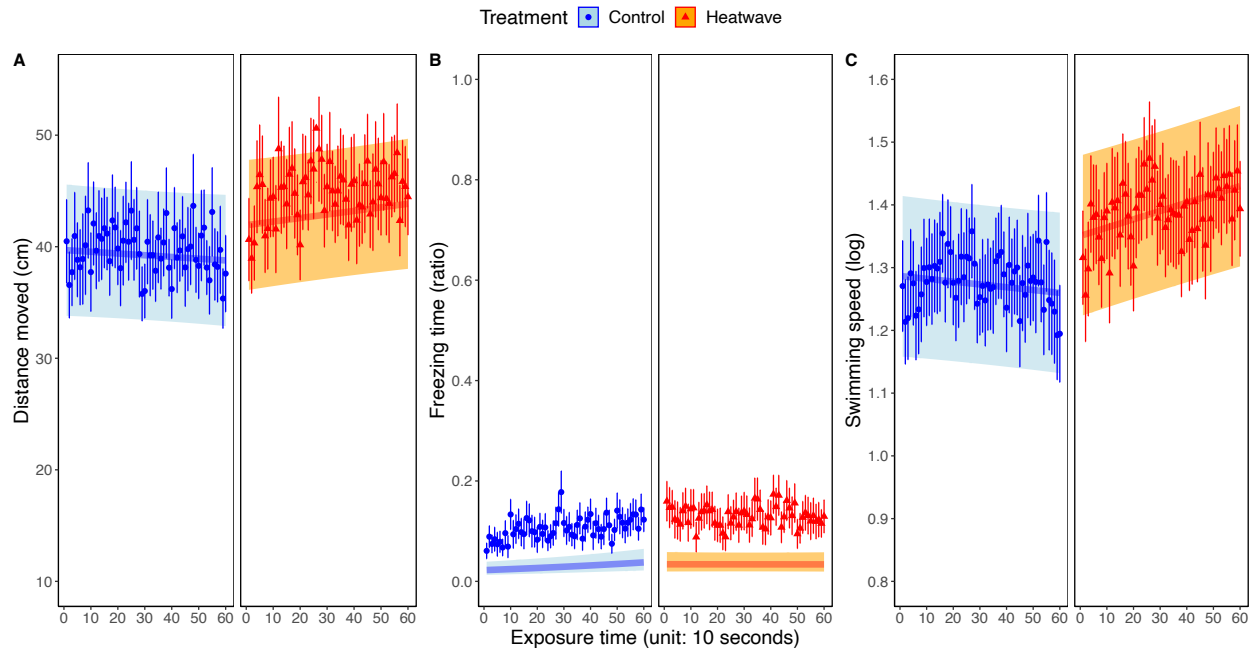 Treatment Control Heatwave
A B C
Distance moved (cm)
50
40
30
20
10
0 10 20 30 40 50 60 0 10 20 30 40 50 60
Freezing time (ratio)
1.0
0.8
0.6
0.4
0.2
0.0
0 10 20 30 40 50 60 0 10 20 30 40 50 60
Swimming speed (log)
1.6
1.5
1.4
1.3
1.2
1.1
1.0
0.9
0.8
0 10 20 30 40 50 60 0 10 20 30 40 50 60
Exposure time (unit: 10 seconds)